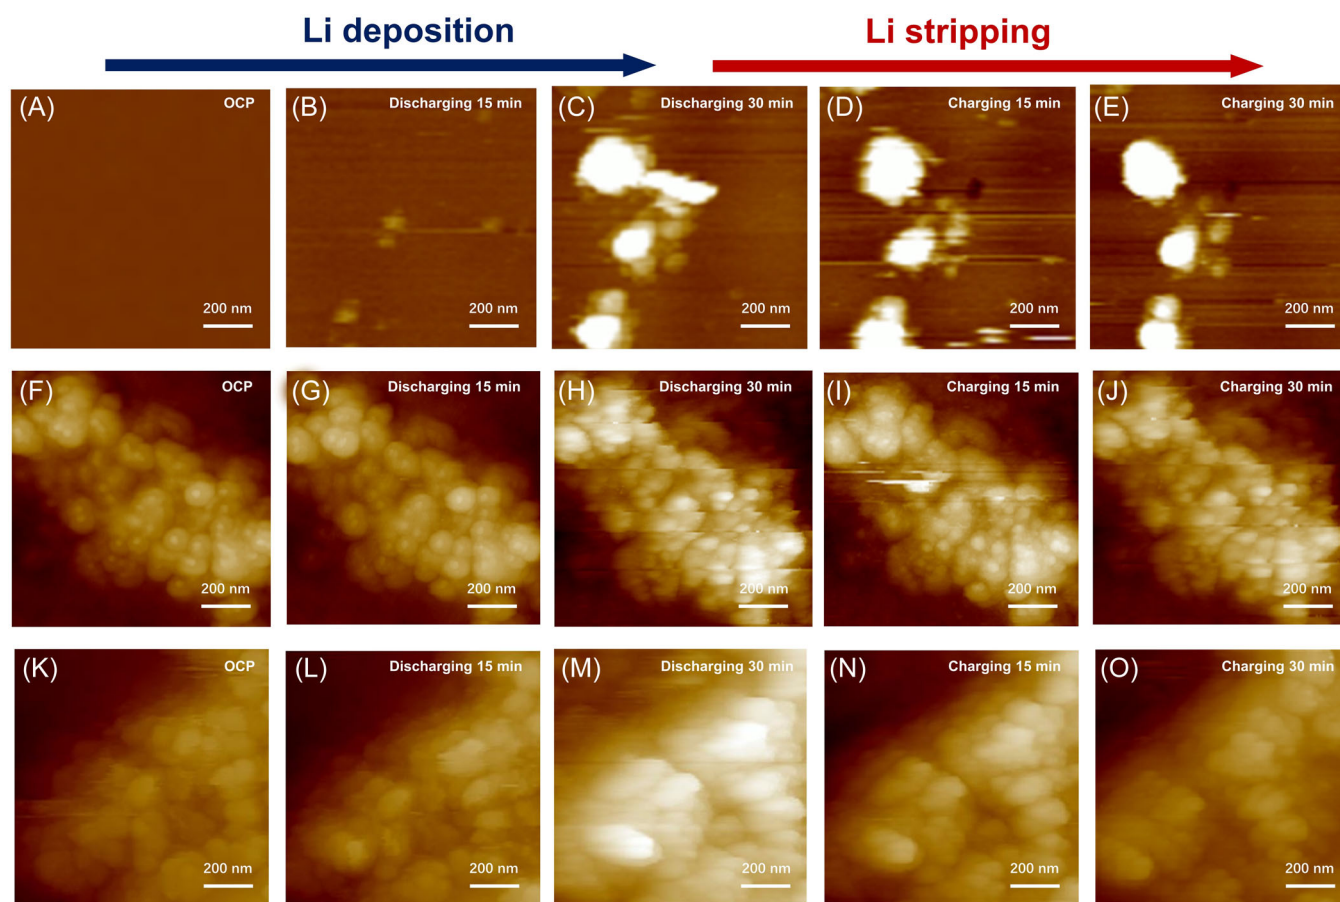 Li deposition
Li stripping
(A) OCP
200 nm
(B) Discharging 15 min
200 nm
(C) Discharging 30 min
200 nm
(D) Charging 15 min
200 nm
(E) Charging 30 min
200 nm
(F) OCP
200 nm
(G) Discharging 15 min
200 nm
(H) Discharging 30 min
200 nm
(I) Charging 15 min
200 nm
(J) Charging 30 min
200 nm
(K) OCP
200 nm
(L) Discharging 15 min
200 nm
(M) Discharging 30 min
200 nm
(N) Charging 15 min
200 nm
(O) Charging 30 min
200 nm